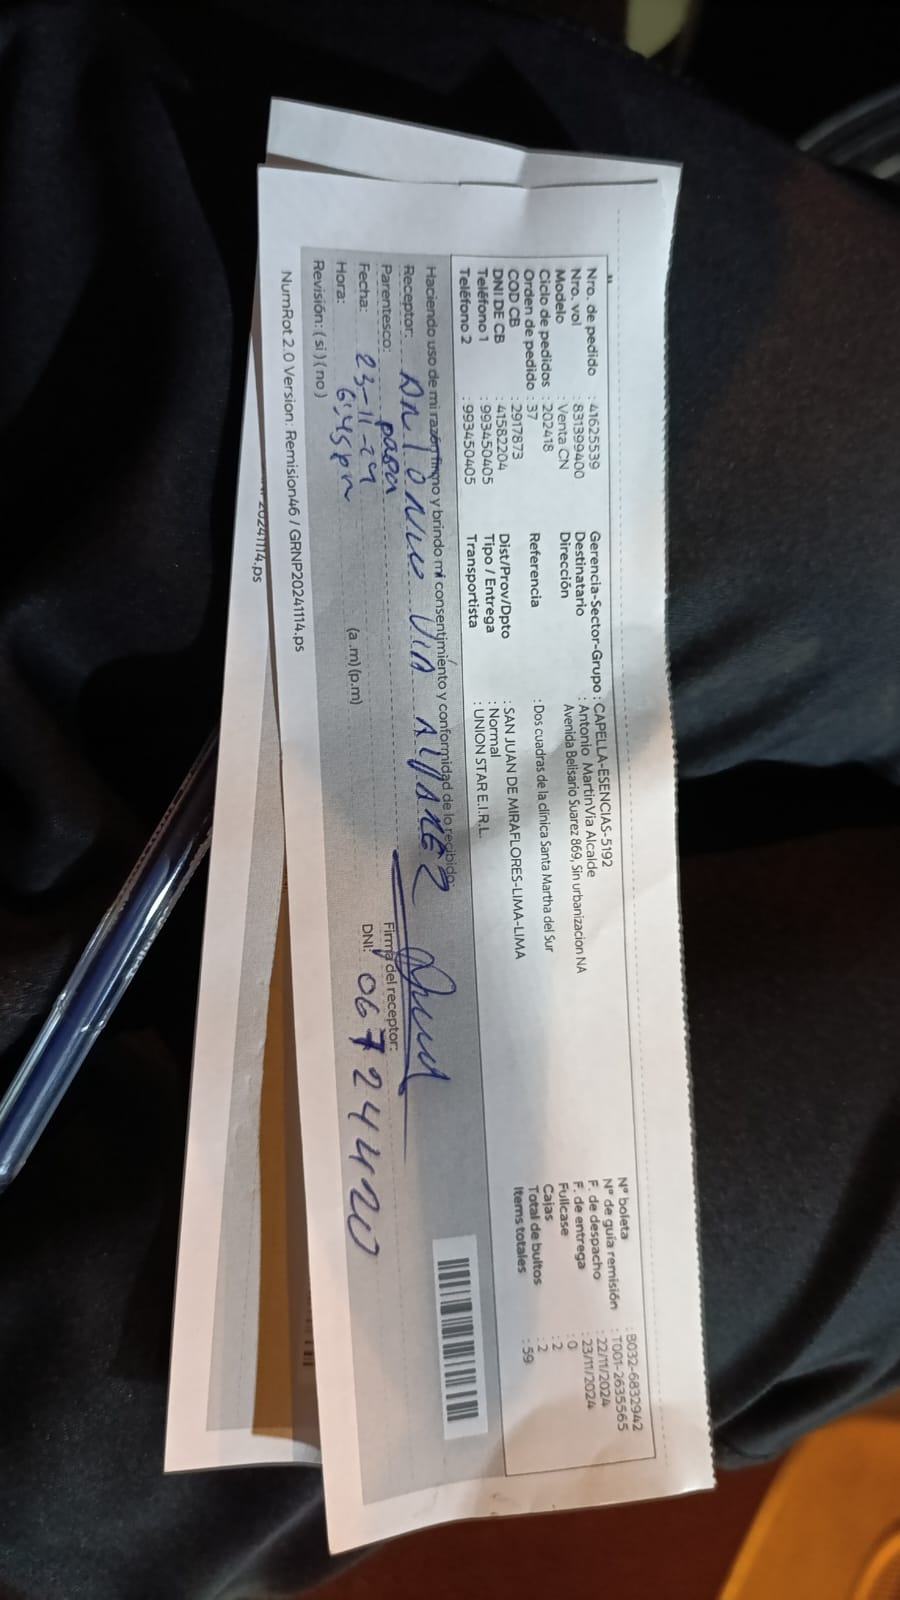 Nro. de pedido : 41625539
Nro. vol : 831399400
Modelo : Venta CN
Ciclo de pedidos : 202418
Orden de pedido : 37
COD CB : 2917873
DNI DE CB : 41582204
Teléfono 1 : 993450405
Teléfono 2 : 993450405
Gerencia-Sector-Grupo : CAPELLA-ESENCIAS-5192
Destinatario : Antonio MartinVia Alcalde
Dirección Avenida Belisario Suarez 869, Sin urbanizacion NA
Referencia : Dos cuadras de la clínica Santa Martha del Sur
Dist/Prov/Dpto : SAN JUAN DE MIRAFLORES-LIMA-LIMA
Tipo / Entrega : Normal
Transportista : UNION STAR E.I.R.L.
N° boleta : B032-6832942
N° de guía remisión : T001-2635565
F. de despacho : 22/11/2024
F. de entrega : 23/11/2024
Fullcase : 0
Cajas : 2
Total de bultos : 2
Items totales : 59
Haciendo uso de mi razón firmo y brindo mi consentimiento y conformidad de lo recibido:
Receptor: Antonio VIA
Parentesco: papa
Fecha: 23-11-24
Hora: 6:45pm (a .m) (p.m)
Firma del receptor:
DNI: 06724420
Revisión: ( si ) ( no )
NumRot 2.0 Version: Remision46 / GRNP20241114.ps
20241114.ps